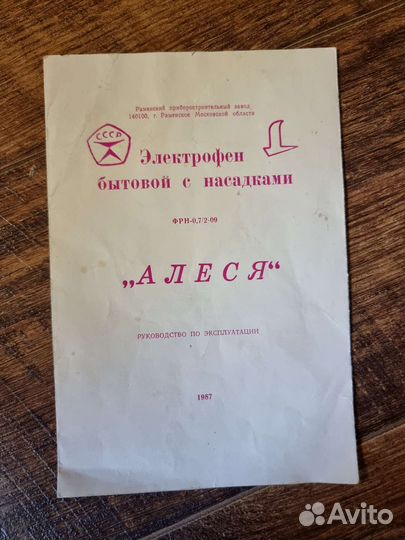 Раменский приборостроительный завод
140100, г. Раменское Московской области
СССР
Электрофен
бытовой с насадками
ФРН-0,7/2-09
„АЛЕСЯ“
РУКОВОДСТВО ПО ЭКСПЛУАТАЦИИ
1987
Avito